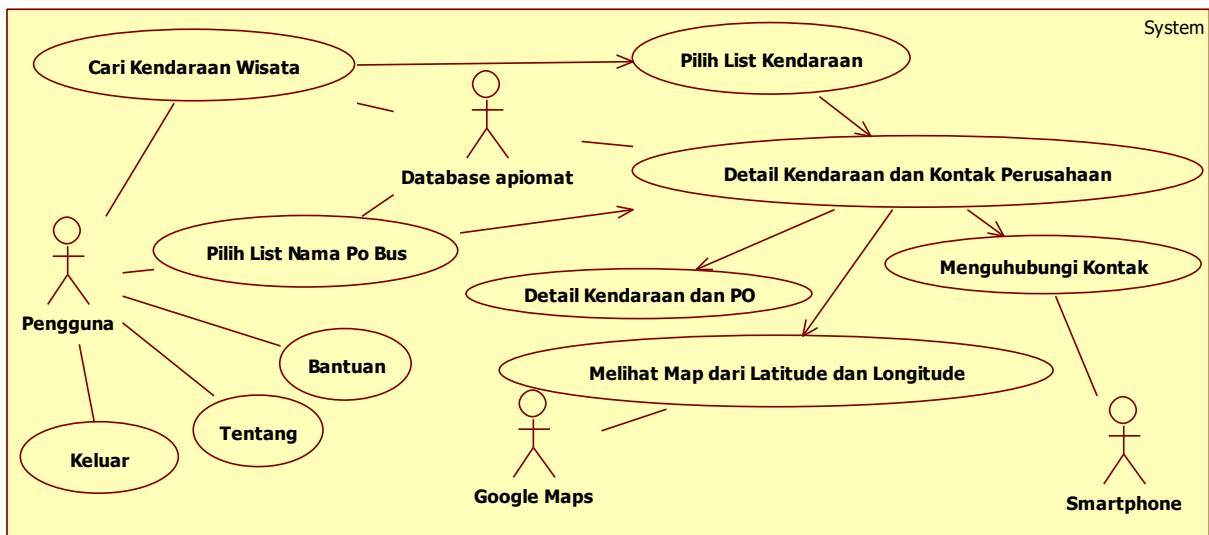 System
Cari Kendaraan Wisata
Pilih List Kendaraan
Database apiomat
Detail Kendaraan dan Kontak Perusahaan
Pilih List Nama Po Bus
Menguhubungi Kontak
Detail Kendaraan dan PO
Pengguna
Bantuan
Melihat Map dari Latitude dan Longitude
Tentang
Keluar
Google Maps
Smartphone